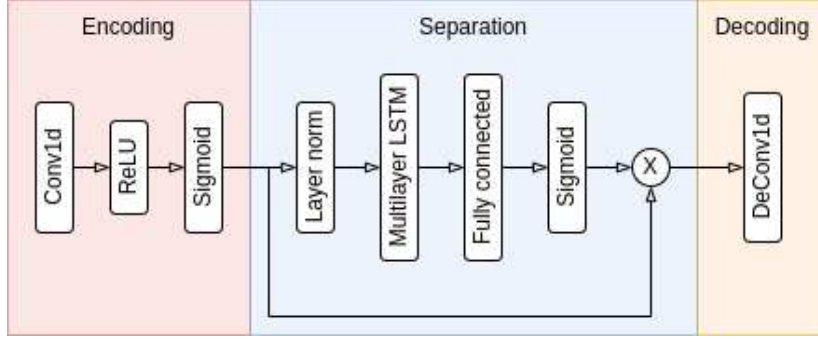 Encoding
Separation
Decoding
Conv1d
ReLU
Sigmoid
Layer norm
Multilayer LSTM
Fully connected
Sigmoid
X
DeConv1d